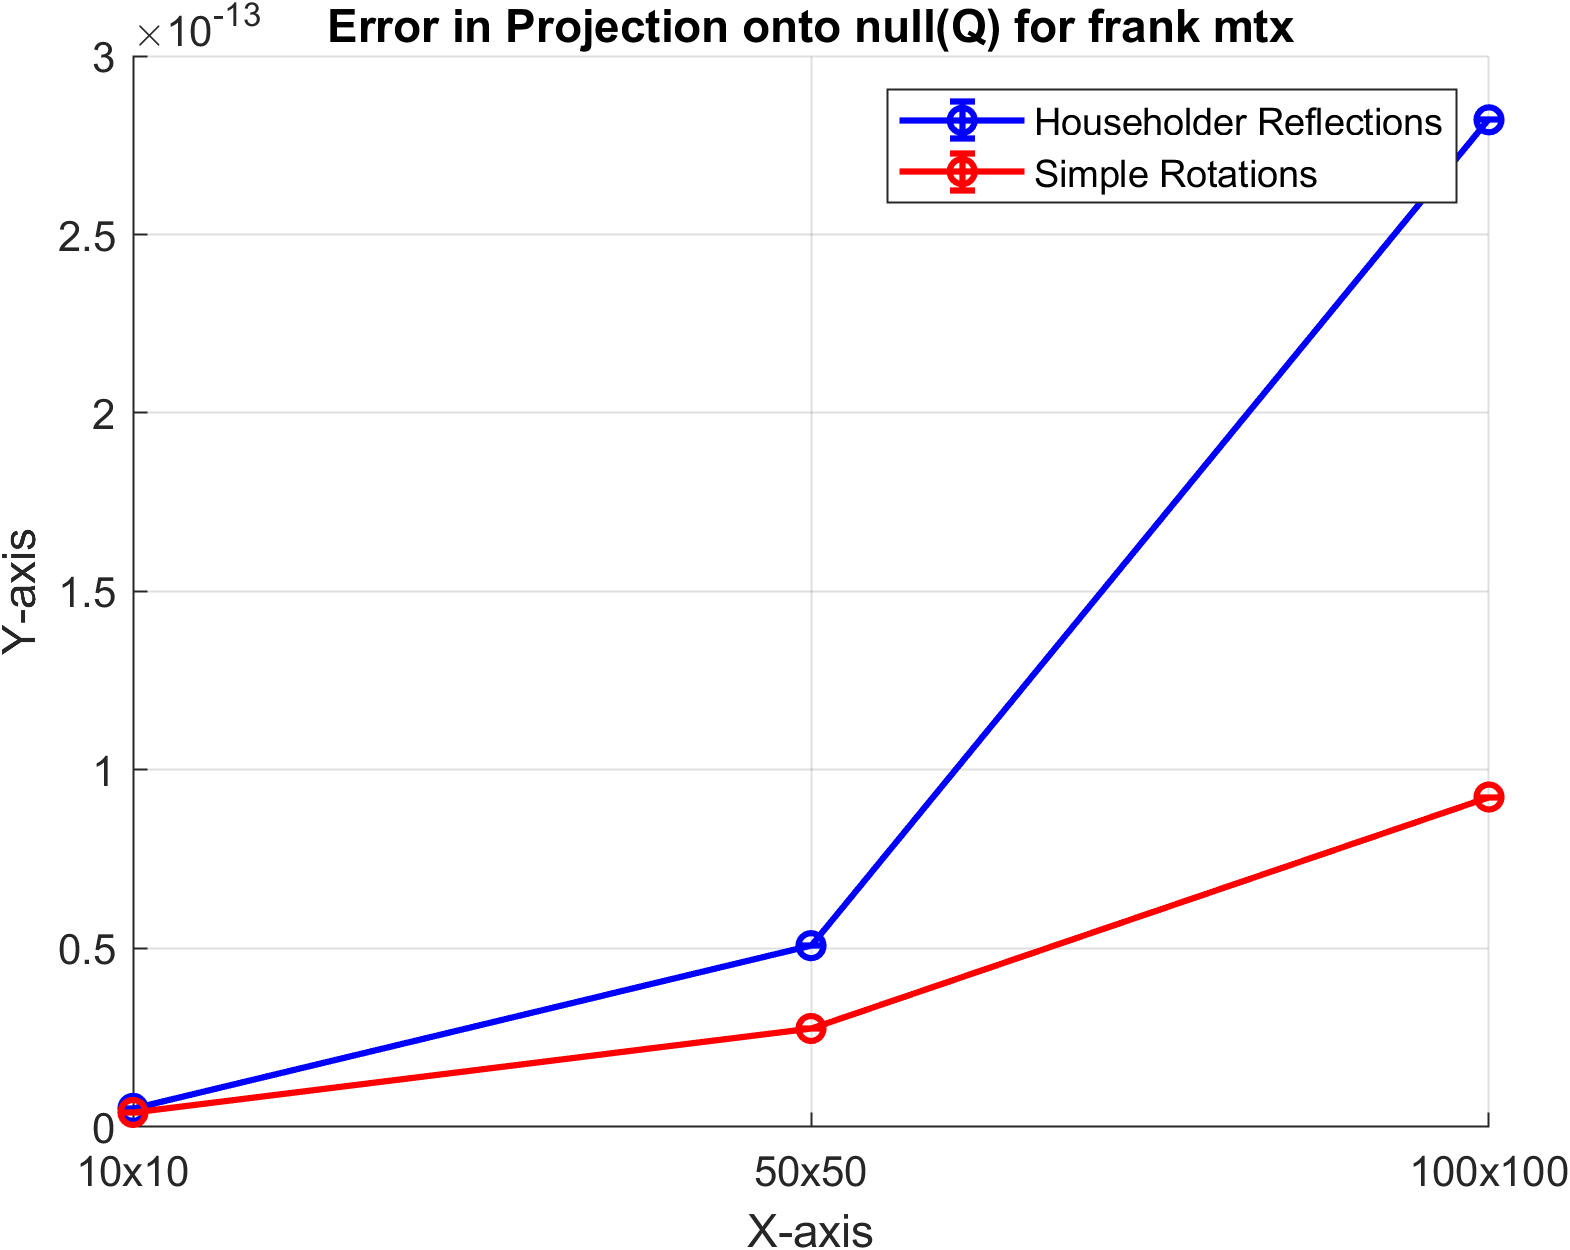 Error in Projection onto null(Q) for frank mtx
×10-13
3
2.5
2
1.5
1
0.5
0
Y-axis
Householder Reflections
Simple Rotations
10x10
50x50
100x100
X-axis